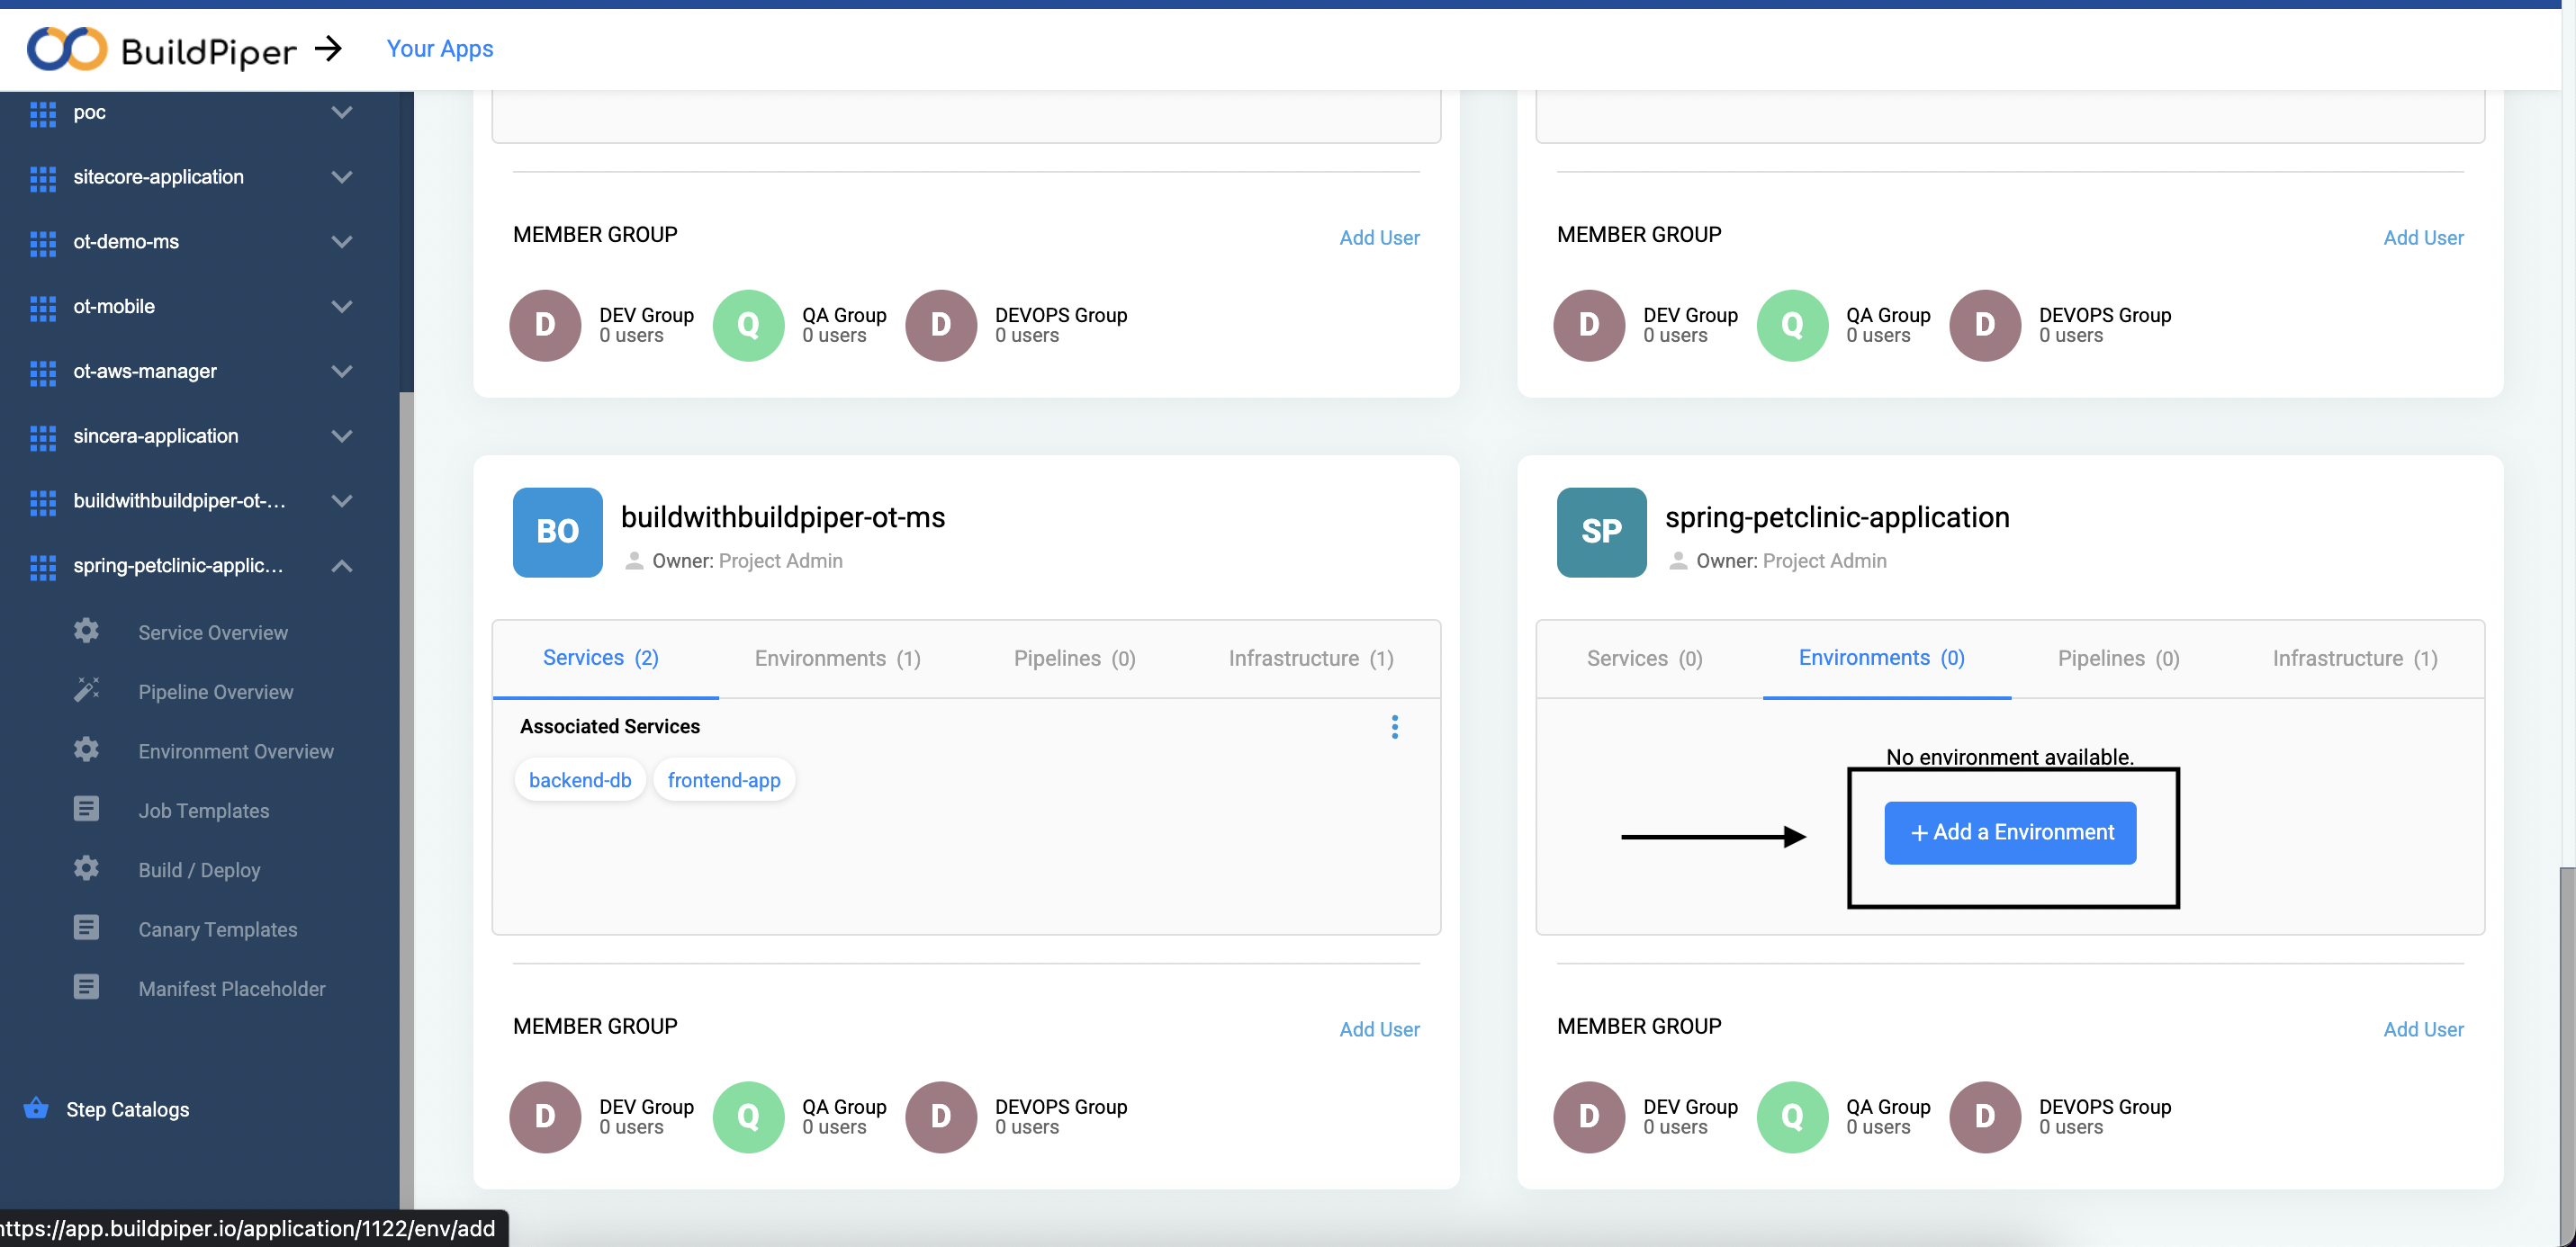 BuildPiper
Your Apps
poc
sitecore-application
ot-demo-ms
ot-mobile
ot-aws-manager
sincera-application
buildwithbuildpiper-ot-...
spring-petclinic-applic...
Service Overview
Pipeline Overview
Environment Overview
Job Templates
Build / Deploy
Canary Templates
Manifest Placeholder
Step Catalogs
MEMBER GROUP
Add User
D
DEV Group
0 users
Q
QA Group
0 users
D
DEVOPS Group
0 users
MEMBER GROUP
Add User
D
DEV Group
0 users
Q
QA Group
0 users
D
DEVOPS Group
0 users
BO
buildwithbuildpiper-ot-ms
Owner: Project Admin
Services (2)
Environments (1)
Pipelines (0)
Infrastructure (1)
Associated Services
backend-db
frontend-app
MEMBER GROUP
Add User
D
DEV Group
0 users
Q
QA Group
0 users
D
DEVOPS Group
0 users
SP
spring-petclinic-application
Owner: Project Admin
Services (0)
Environments (0)
Pipelines (0)
Infrastructure (1)
No environment available.
+ Add a Environment
MEMBER GROUP
Add User
D
DEV Group
0 users
Q
QA Group
0 users
D
DEVOPS Group
0 users
https://app.buildpiper.io/application/1122/env/add